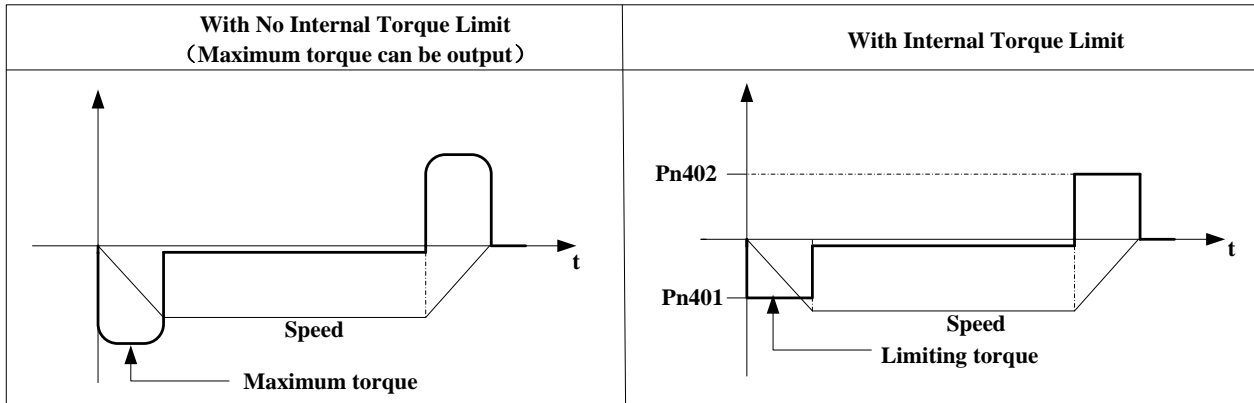 With No Internal Torque Limit
（Maximum torque can be output）
With Internal Torque Limit
t
Speed
Maximum torque
Pn402
t
Pn401
Speed
Limiting torque